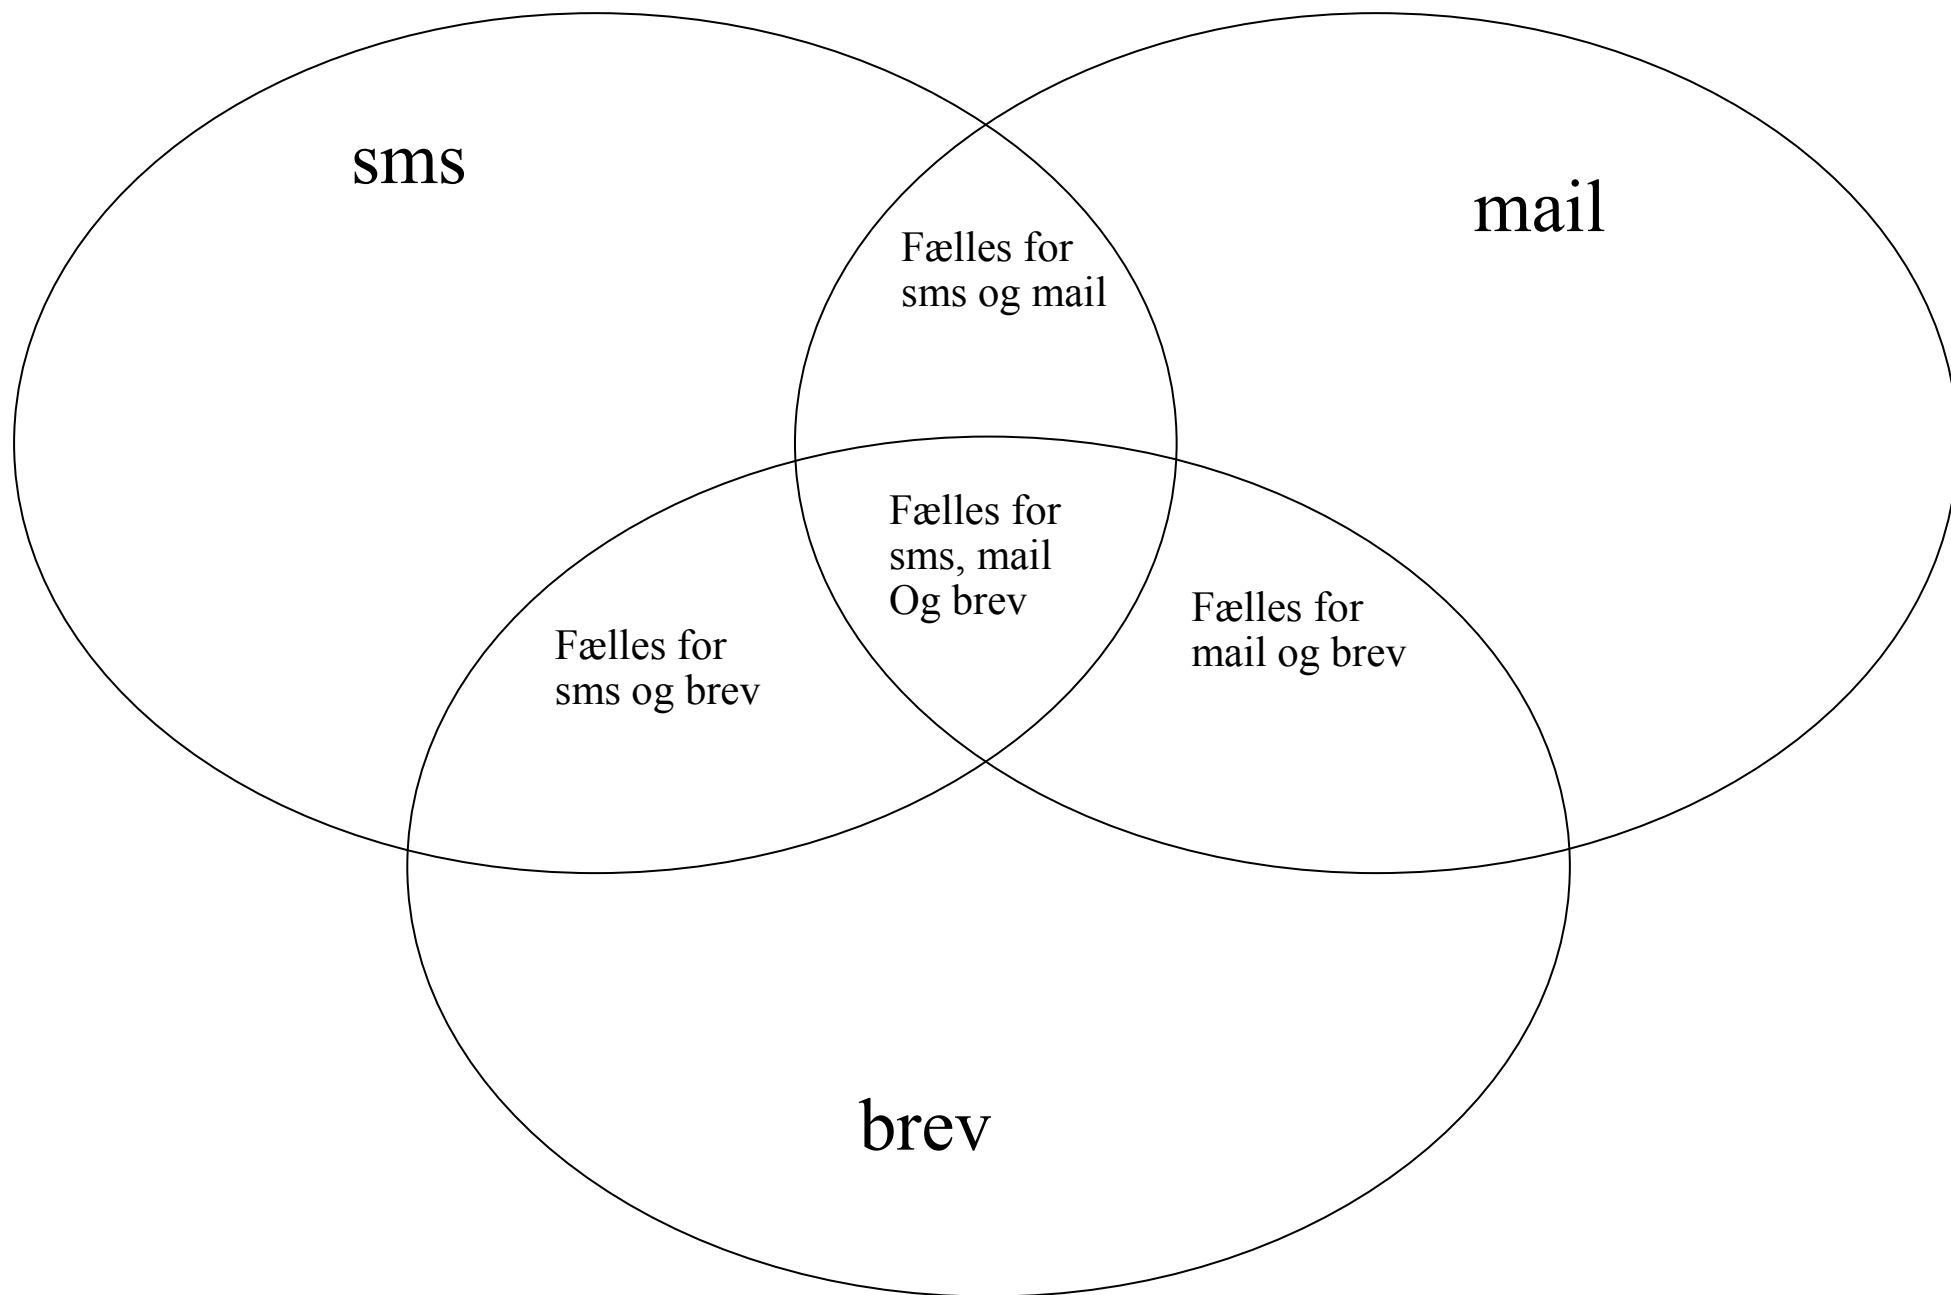 sms
mail
Fælles for
sms og mail
Fælles for
sms, mail
Og brev
Fælles for
mail og brev
Fælles for
sms og brev
brev